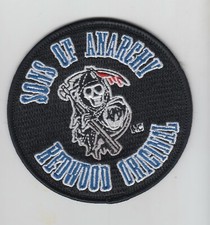 SONS OF ANARCHY
REDWOOD ORIGINAL